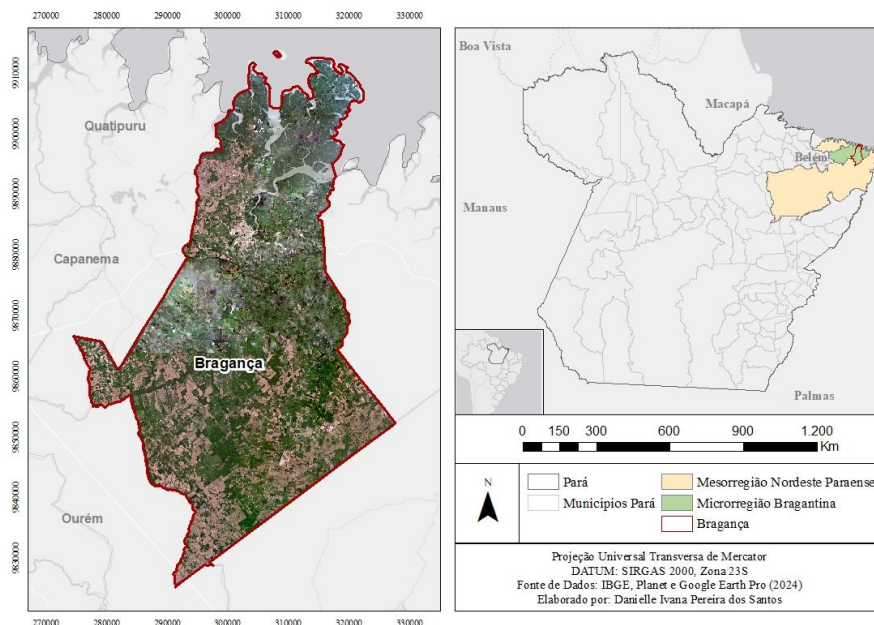 270000 280000 290000 300000 310000 320000 330000
9910000
9900000
9890000
9880000
9870000
9860000
9850000
9840000
9830000
Quatipuru
Capanema
Bragança
Ourém
270000 280000 290000 300000 310000 320000 330000
Boa Vista
Macapá
Belém
Manaus
Palmas
0 150 300 600 900 1.200
Km
N
Pará
Municípios Pará
Mesorregião Nordeste Paraense
Microrregião Bragantina
Bragança
Projeção Universal Transversa de Mercator
DATUM: SIRGAS 2000, Zona 23S
Fonte de Dados: IBGE, Planet e Google Earth Pro (2024)
Elaborado por: Danielle Ivana Pereira dos Santos